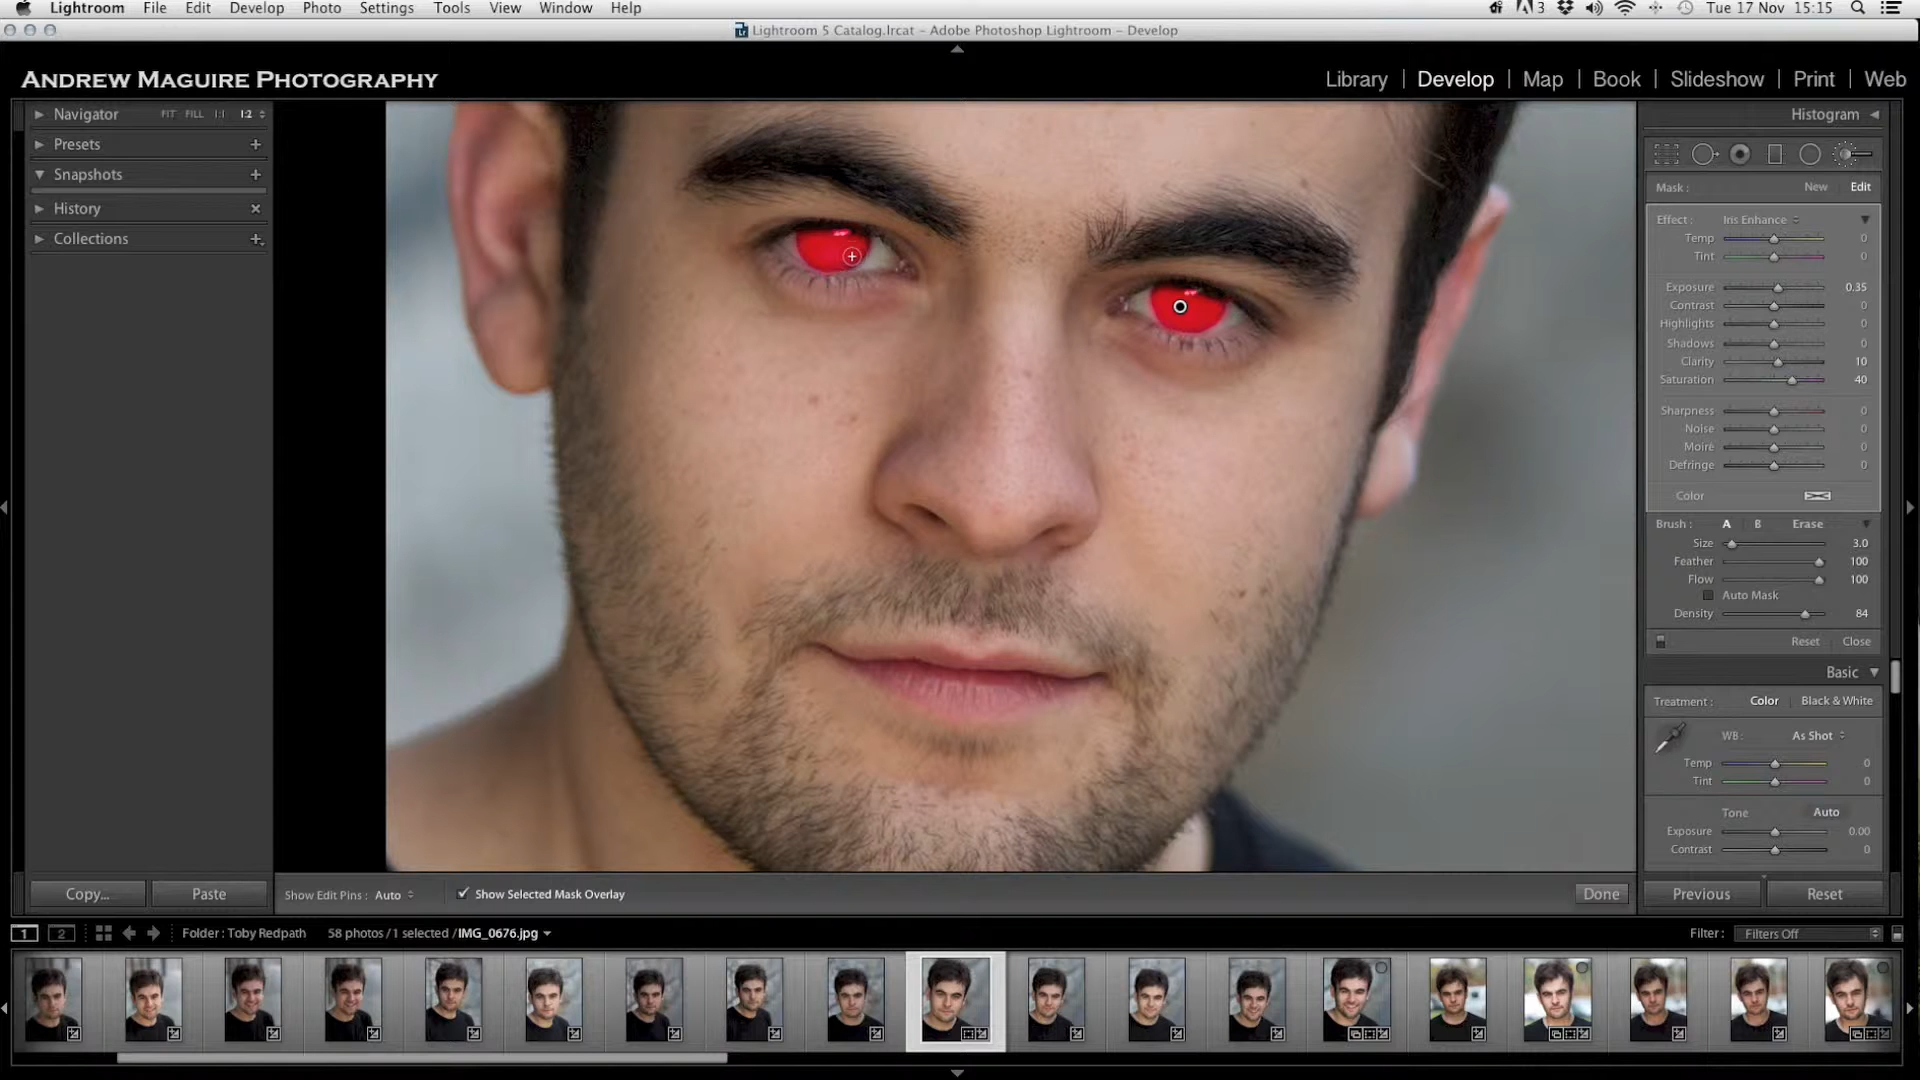 Lightroom File Edit Develop Photo Settings Tools View Window Help 3 Tue 17 Nov 15:15
Lightroom 5 Catalog.lrcat – Adobe Photoshop Lightroom – Develop
ANDREW MAGUIRE PHOTOGRAPHY
Library | Develop | Map | Book | Slideshow | Print | Web
Navigator FIT FILL 1:1 1:2
Presets
Snapshots
History
Collections
Histogram
Mask : New Edit
Effect : Iris Enhance
Temp 0
Tint 0
Exposure 0.35
Contrast 0
Highlights 0
Shadows 0
Clarity 10
Saturation 40
Sharpness 0
Noise 0
Moiré 0
Defringe 0
Color
Brush : A B Erase
Size 3.0
Feather 100
Flow 100
Auto Mask
Density 84
Reset Close
Basic
Treatment : Color Black & White
WB : As Shot
Temp 0
Tint 0
Tone Auto
Exposure 0.00
Contrast 0
Copy... Paste
Show Edit Pins : Auto Show Selected Mask Overlay Done
Previous Reset
1 2 Folder : Toby Redpath 58 photos / 1 selected / IMG_0676.jpg
Filter : Filters Off